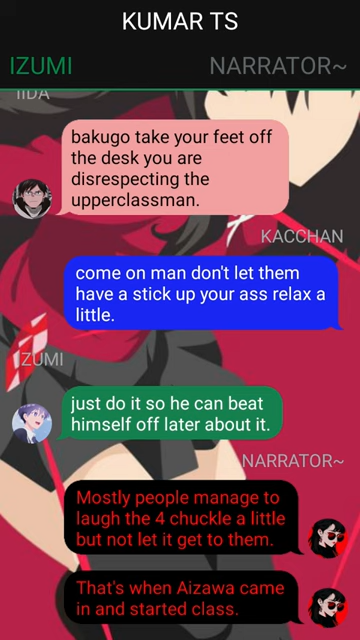 KUMAR TS
IZUMI
NARRATOR~
IIDA
bakugo take your feet off
the desk you are
disrespecting the
upperclassman.
KACCHAN
come on man don't let them
have a stick up your ass relax a
little.
IZUMI
just do it so he can beat
himself off later about it.
NARRATOR~
Mostly people manage to
laugh the 4 chuckle a little
but not let it get to them.
That's when Aizawa came
in and started class.